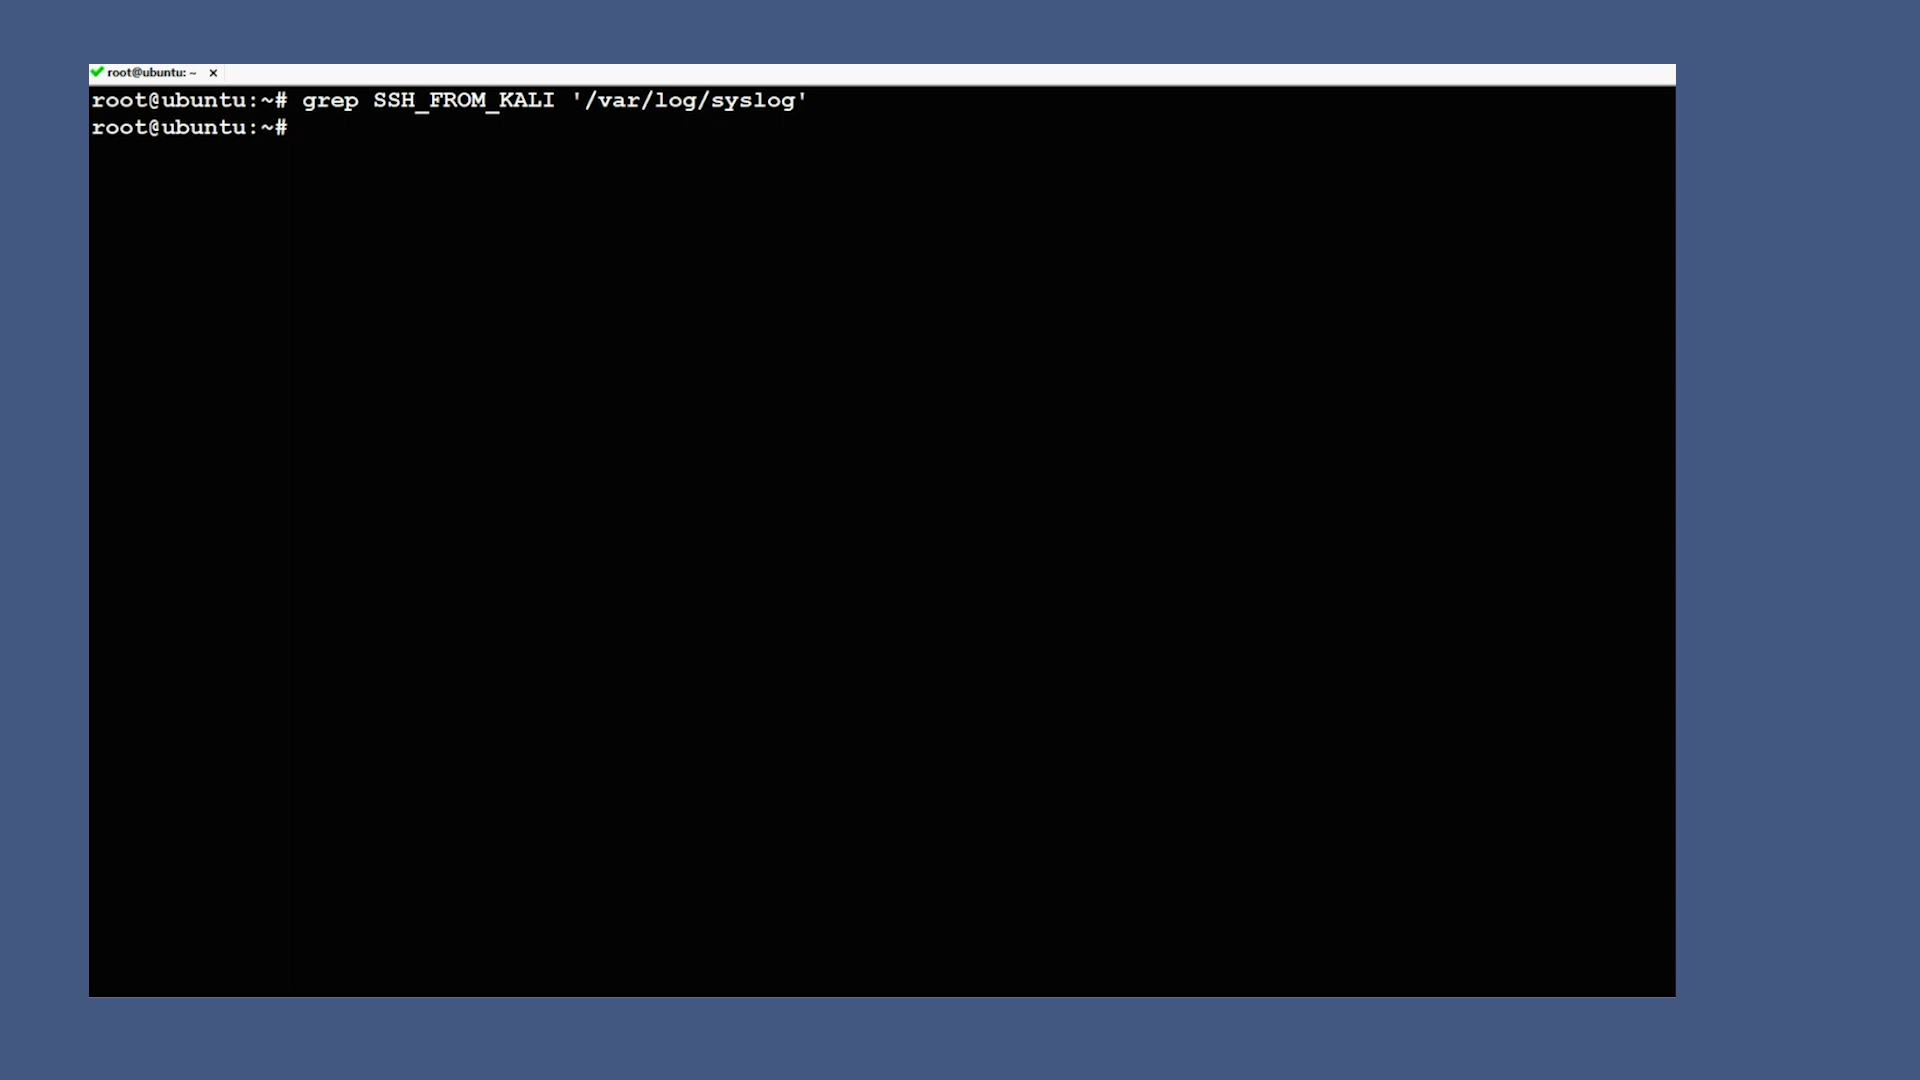 root@ubuntu: ~ ×
root@ubuntu:~# grep SSH_FROM_KALI '/var/log/syslog'
root@ubuntu:~#